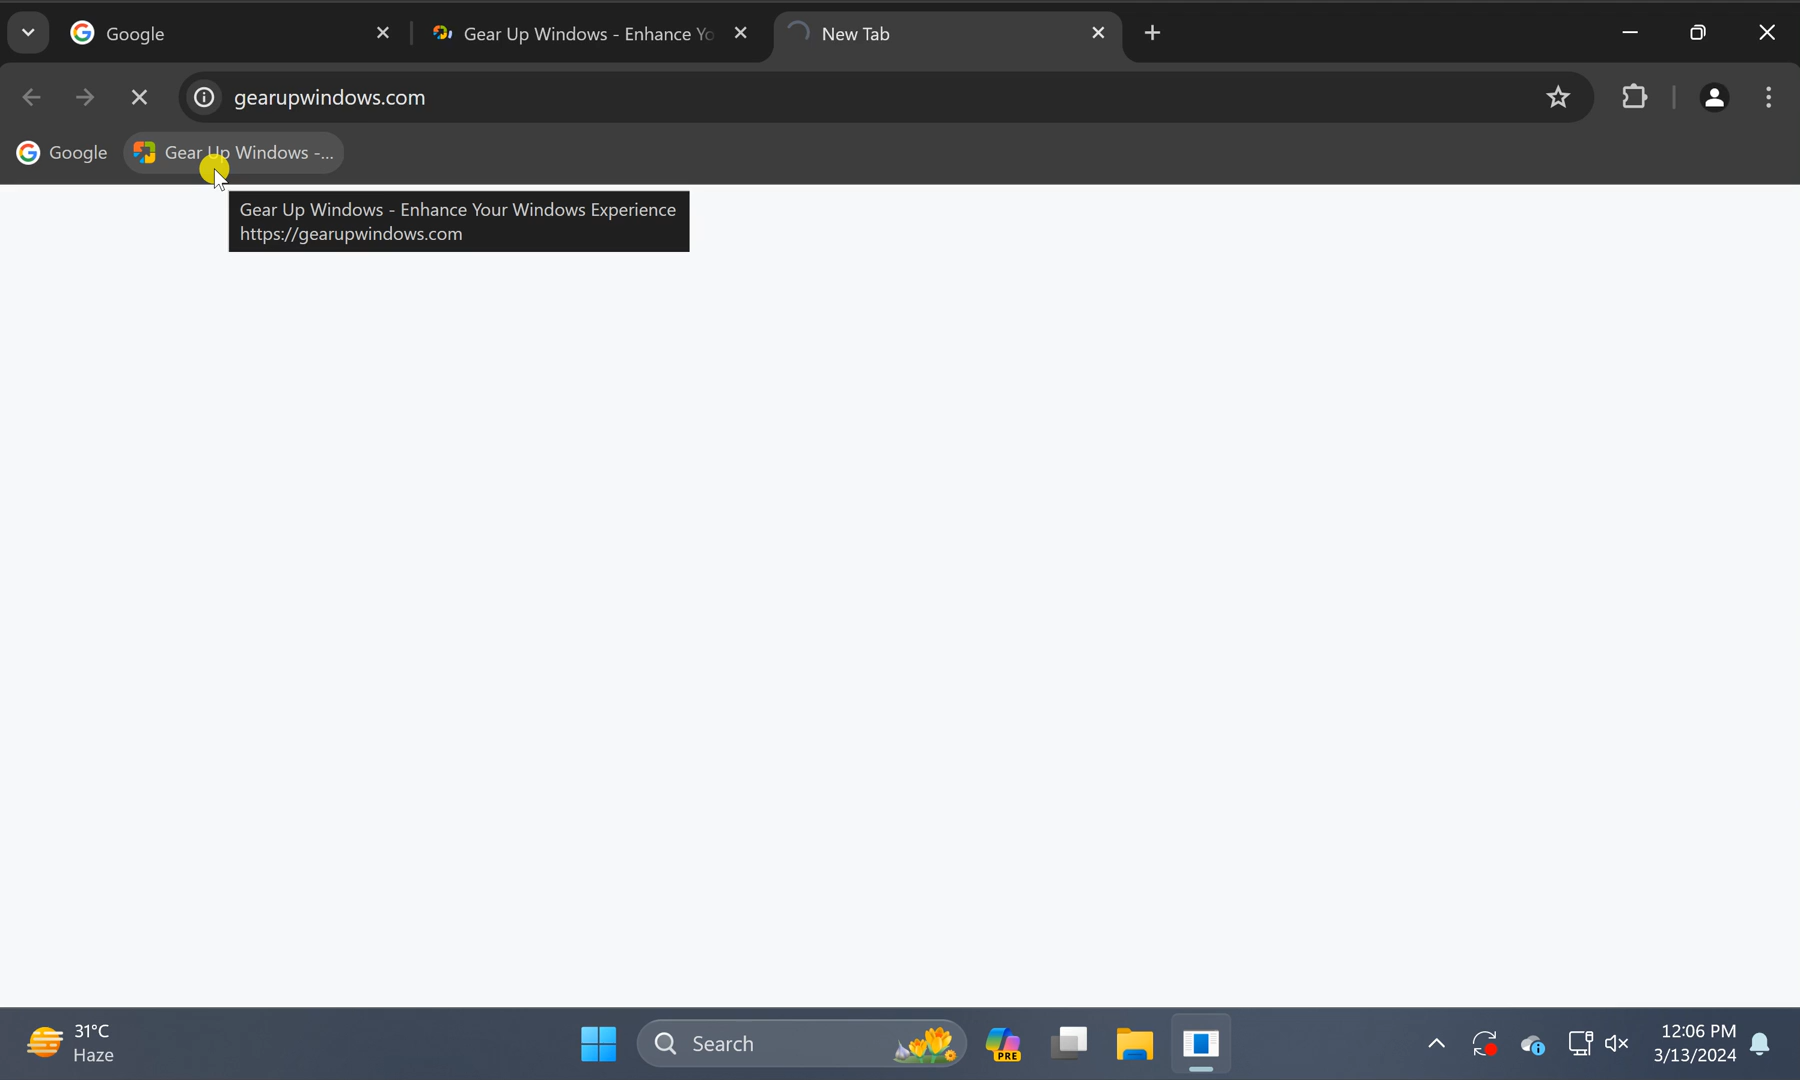 Google
Gear Up Windows - Enhance Yo
New Tab
gearupwindows.com
Google
Gear Up Windows -...
Gear Up Windows - Enhance Your Windows Experience
https://gearupwindows.com
31°C
Haze
Search
PRE
12:06 PM
3/13/2024